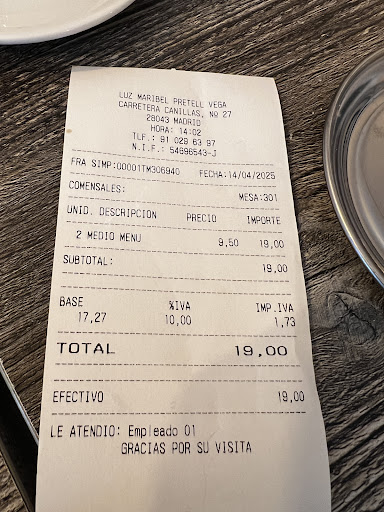 LUZ MARIBEL PRETELL VEGA
CARRETERA CANILLAS, Nº 27
28043 MADRID
HORA: 14:02
TLF.: 91 029 63 97
N.I.F.: 54696543-J
FRA SIMP:00001TM306940 FECHA:14/04/2025
COMENSALES: MESA:301
UNID. DESCRIPCION PRECIO IMPORTE
2 MEDIO MENU 9,50 19,00
SUBTOTAL: 19,00
BASE %IVA IMP.IVA
17,27 10,00 1,73
TOTAL 19,00
EFECTIVO 19,00
LE ATENDIO: Empleado 01
GRACIAS POR SU VISITA